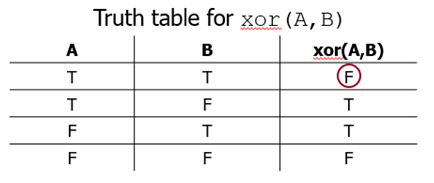 Truth table for xor(A,B)
A B xor(A,B)
T T F
T F T
F T T
F F F